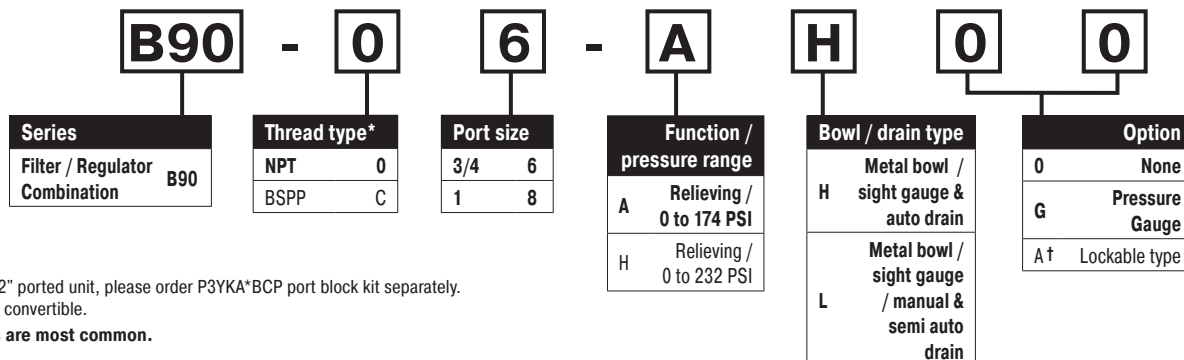 B90 - 0 6 - A H 0 0
Series
Filter / Regulator
Combination B90
Thread type*
NPT 0
BSPP C
Port size
3/4 6
1 8
Function /
pressure range
A Relieving /
0 to 174 PSI
H Relieving /
0 to 232 PSI
Bowl / drain type
H Metal bowl /
sight gauge &
auto drain
L Metal bowl /
sight gauge
/ manual &
semi auto
drain
Option
0 None
G Pressure
Gauge
A† Lockable type
2" ported unit, please order P3YKA*BCP port block kit separately.
convertible.
are most common.